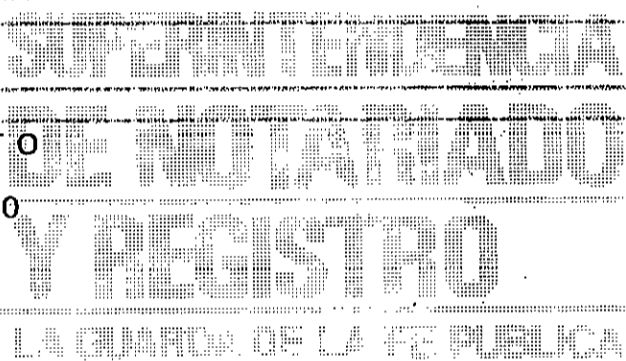 SUPERINTENDENCIA
DE NOTARIADO
O
Y REGISTRO
O
LA GUARDA DE LA FE PUBLICA